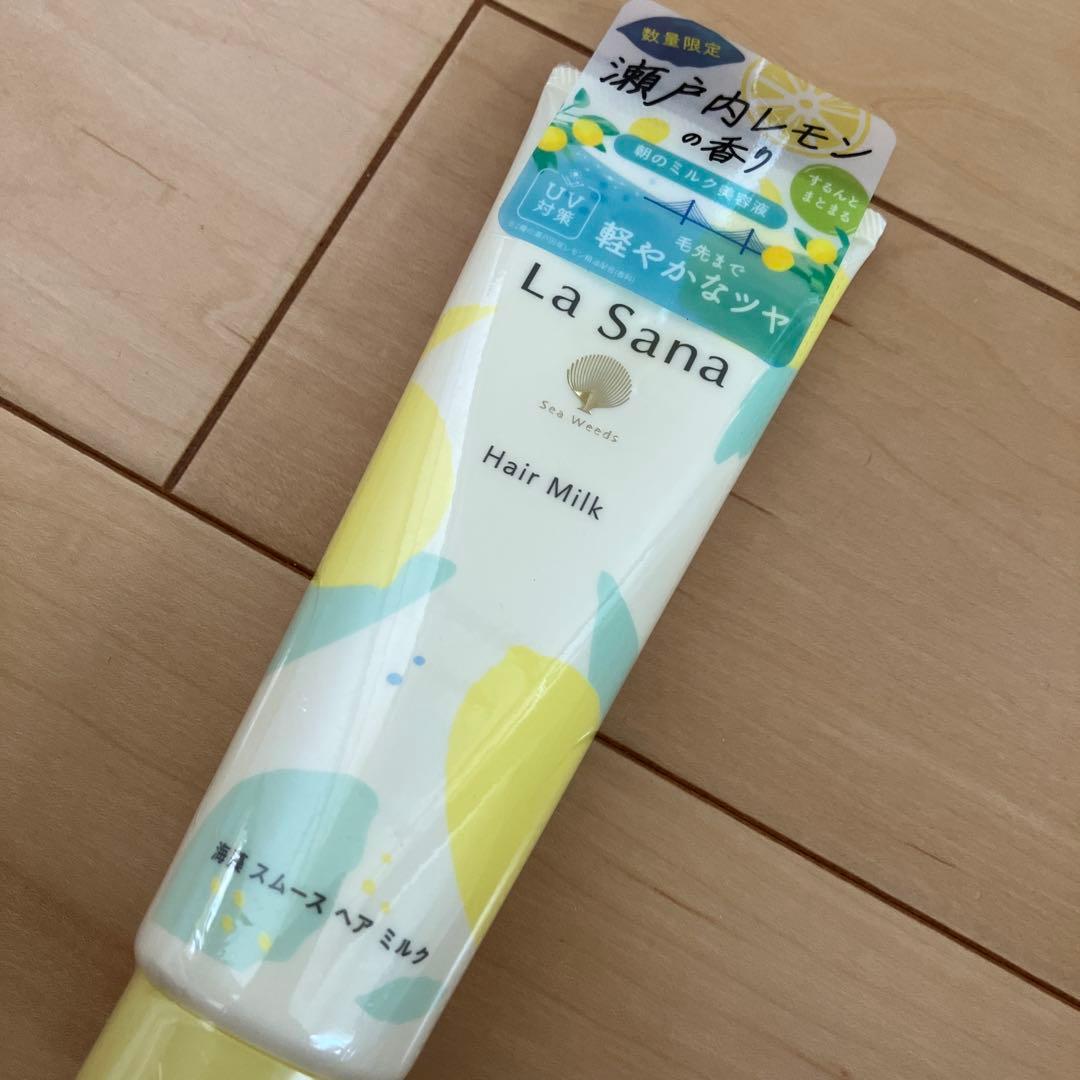 数量限定
瀬戸内レモン
の香り
朝のミルク美容液
するんと
まとまる
UV
対策
毛先まで
軽やかなツヤ
La Sana
Sea Weeds
Hair Milk
海藻 スムース ヘア ミルク